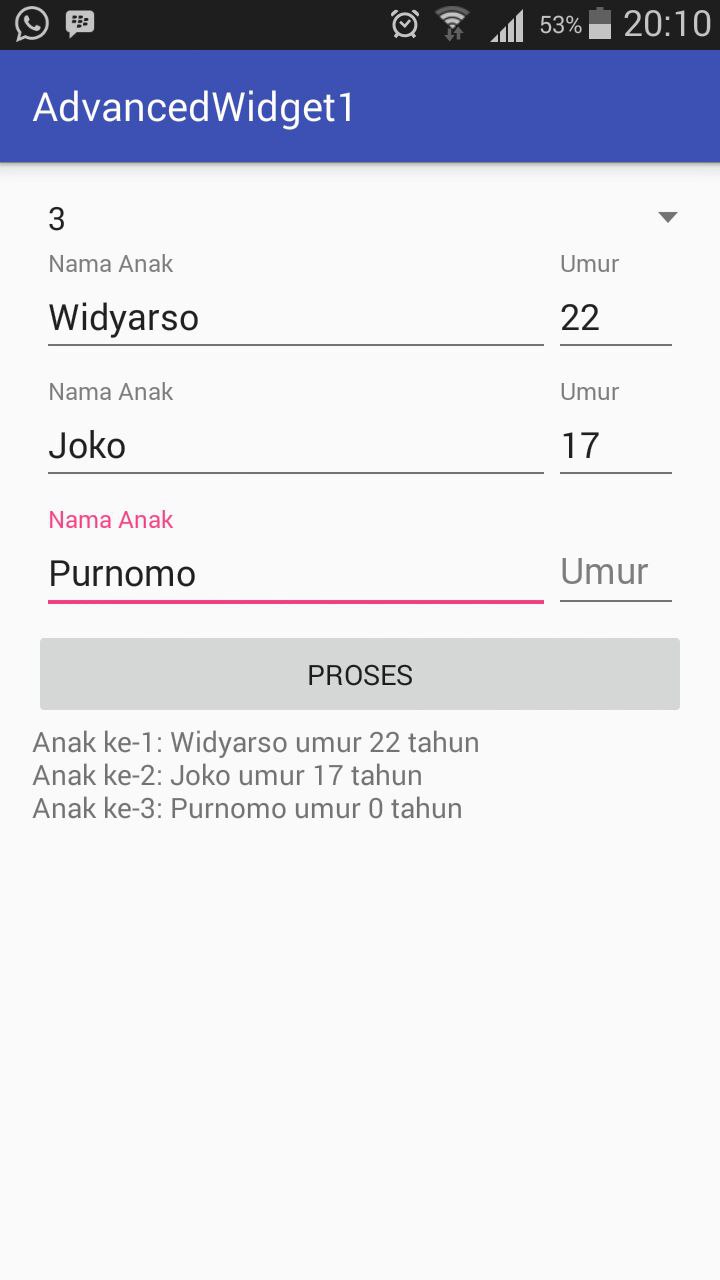 53% 20:10
AdvancedWidget1
3
Nama Anak Umur
Widyarso 22
Nama Anak Umur
Joko 17
Nama Anak
Purnomo Umur
PROSES
Anak ke-1: Widyarso umur 22 tahun
Anak ke-2: Joko umur 17 tahun
Anak ke-3: Purnomo umur 0 tahun